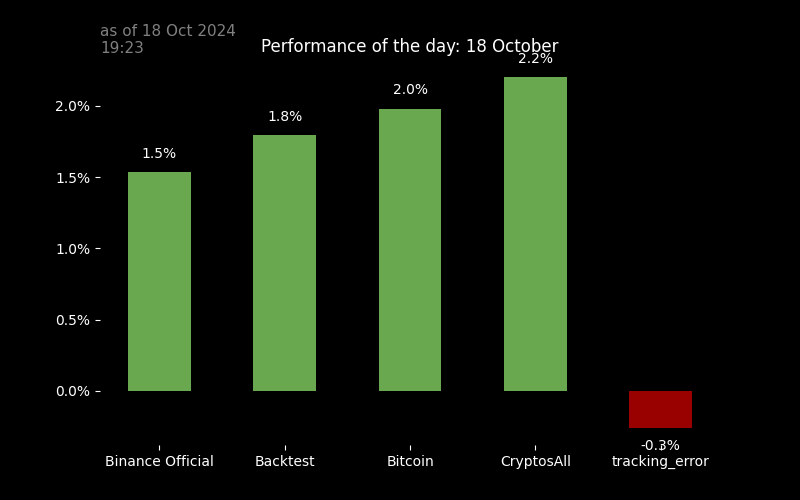 as of 18 Oct 2024
19:23
Performance of the day: 18 October
2.2%
2.0%
1.8%
1.5%
2.0%
1.5%
1.0%
0.5%
0.0%
-0.3%
Binance Official
Backtest
Bitcoin
CryptosAll
tracking_error